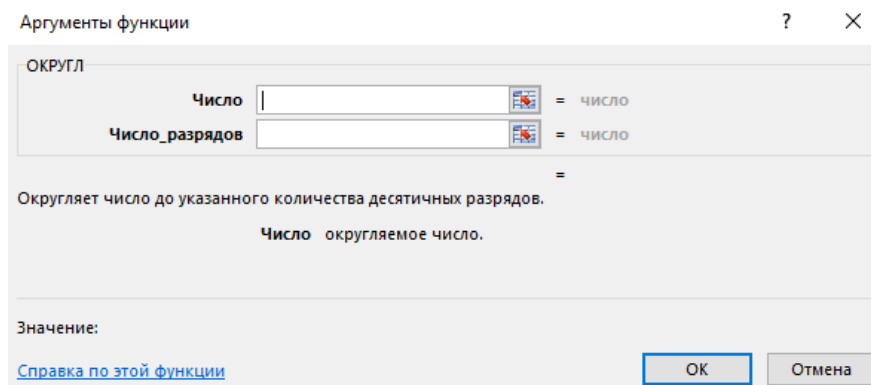 Аргументы функции ? ×
ОКРУГЛ
Число = число
Число_разрядов = число
=
Округляет число до указанного количества десятичных разрядов.
Число округляемое число.
Значение:
Справка по этой функции ОК Отмена